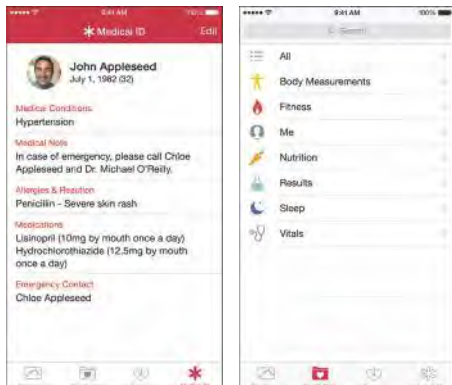 9:41 AM
100%
Medical ID
Edit
John Appleseed
July 1, 1982 (32)
Medical Conditions
Hypertension
Medical Note
In case of emergency, please call Chloe
Appleseed and Dr. Michael O'Reilly.
Allergies & Reaction
Penicillin - Severe skin rash
Medications
Lisinopril (10mg by mouth once a day)
Hydrochlorothiazide (12.5mg by mouth
once a day)
Emergency Contact
Chloe Appleseed
9:41 AM
100%
Search
All
Body Measurements
Fitness
Me
Nutrition
Results
Sleep
Vitals